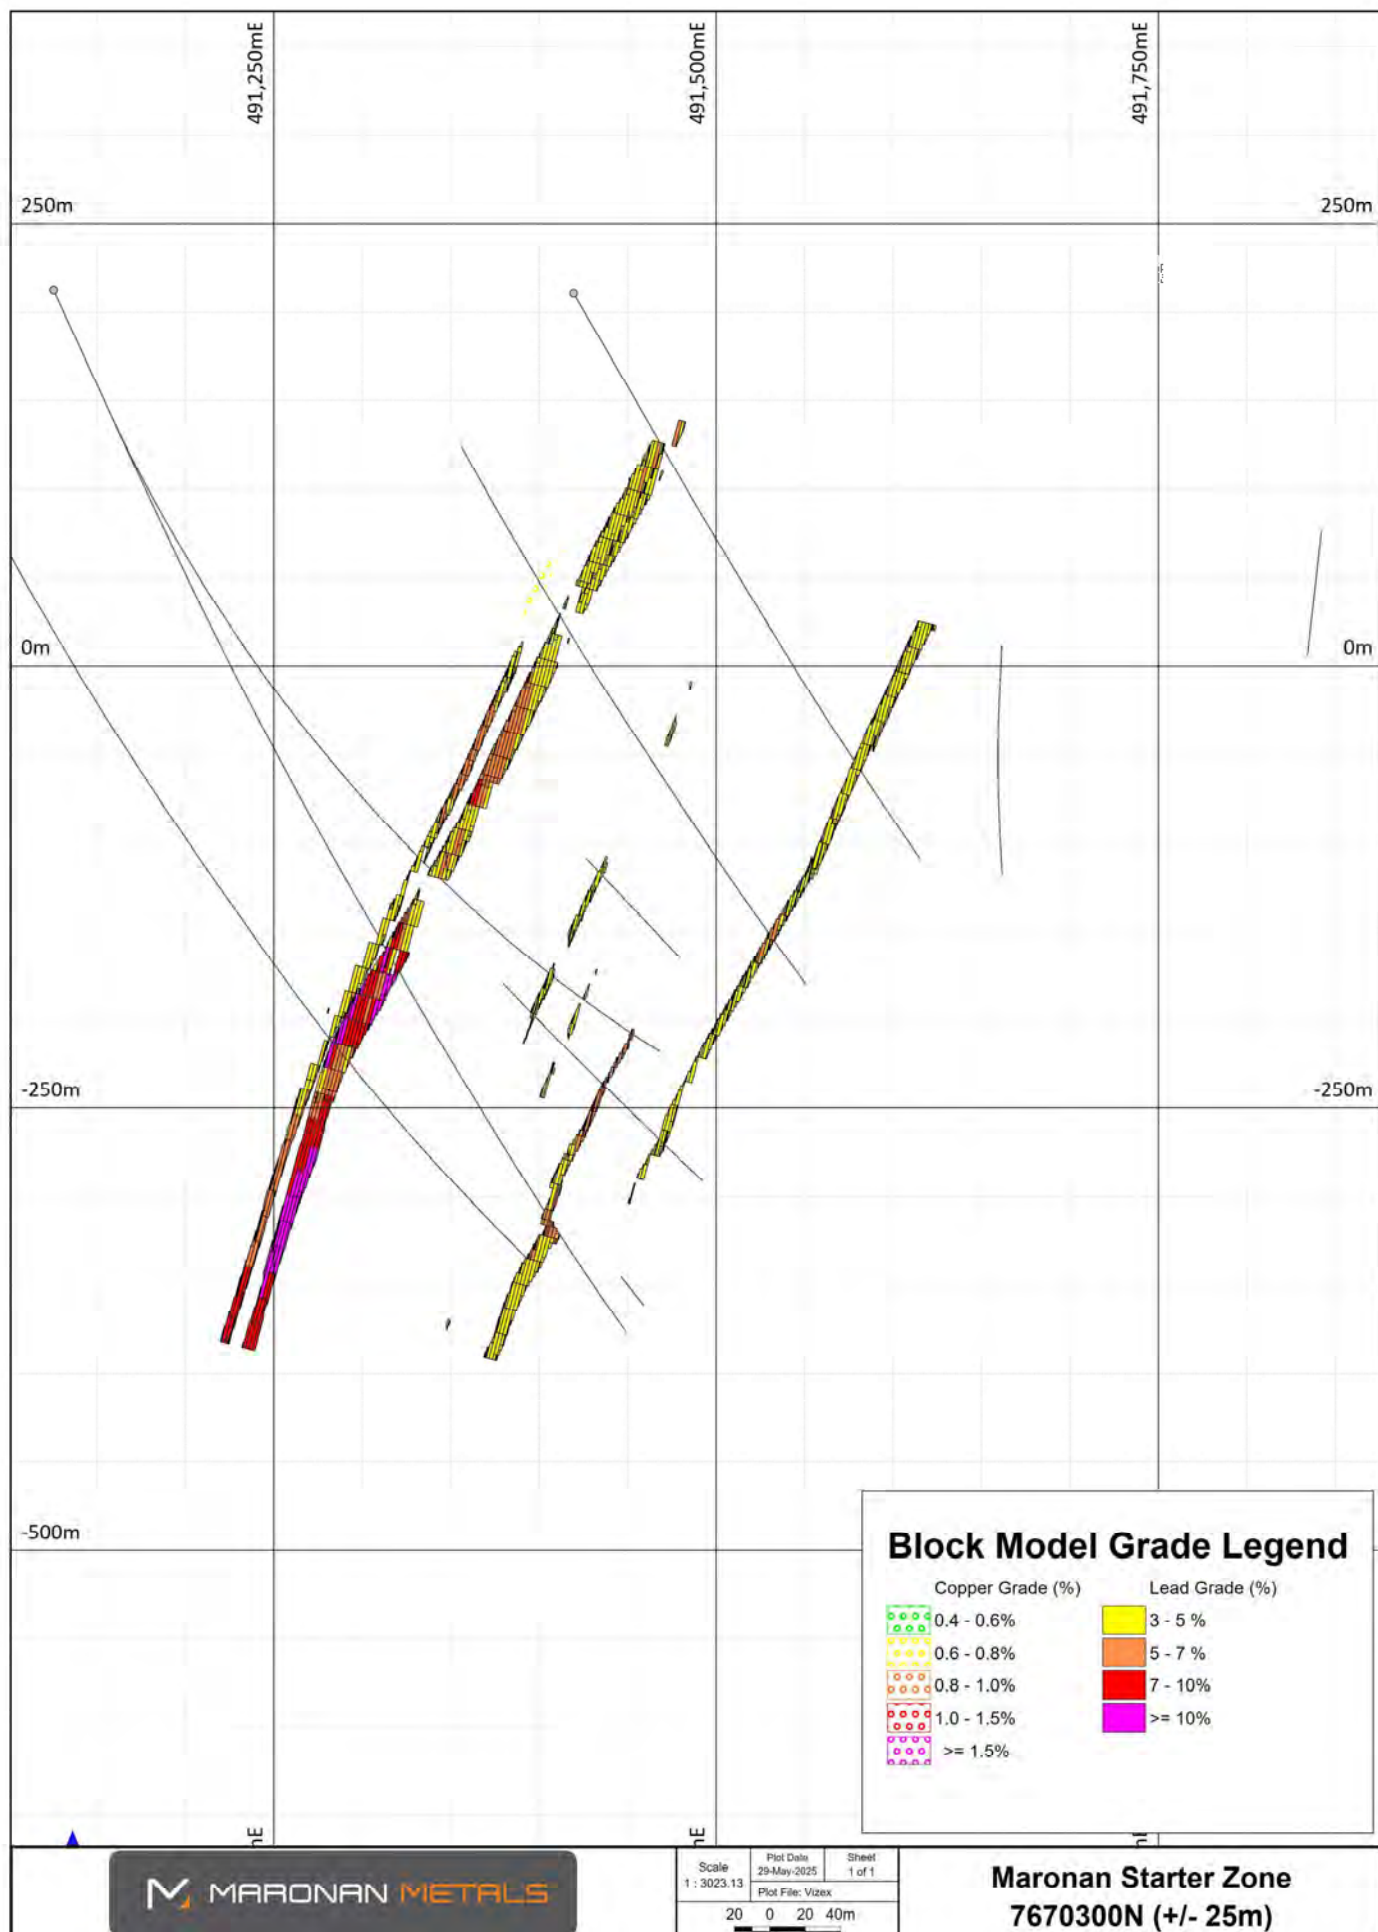 491,250mE
491,500mE
491,750mE
250m
250m
0m
0m
-250m
-250m
-500m
Block Model Grade Legend
Copper Grade (%)
Lead Grade (%)
0.4 - 0.6%
3 - 5 %
0.6 - 0.8%
5 - 7 %
0.8 - 1.0%
7 - 10%
1.0 - 1.5%
>= 10%
>= 1.5%
MARONAN METALS
Scale
1 : 3023.13
Plot Date
29-May-2025
Sheet
1 of 1
Plot File: Vizex
20 0 20 40m
Maronan Starter Zone
7670300N (+/- 25m)